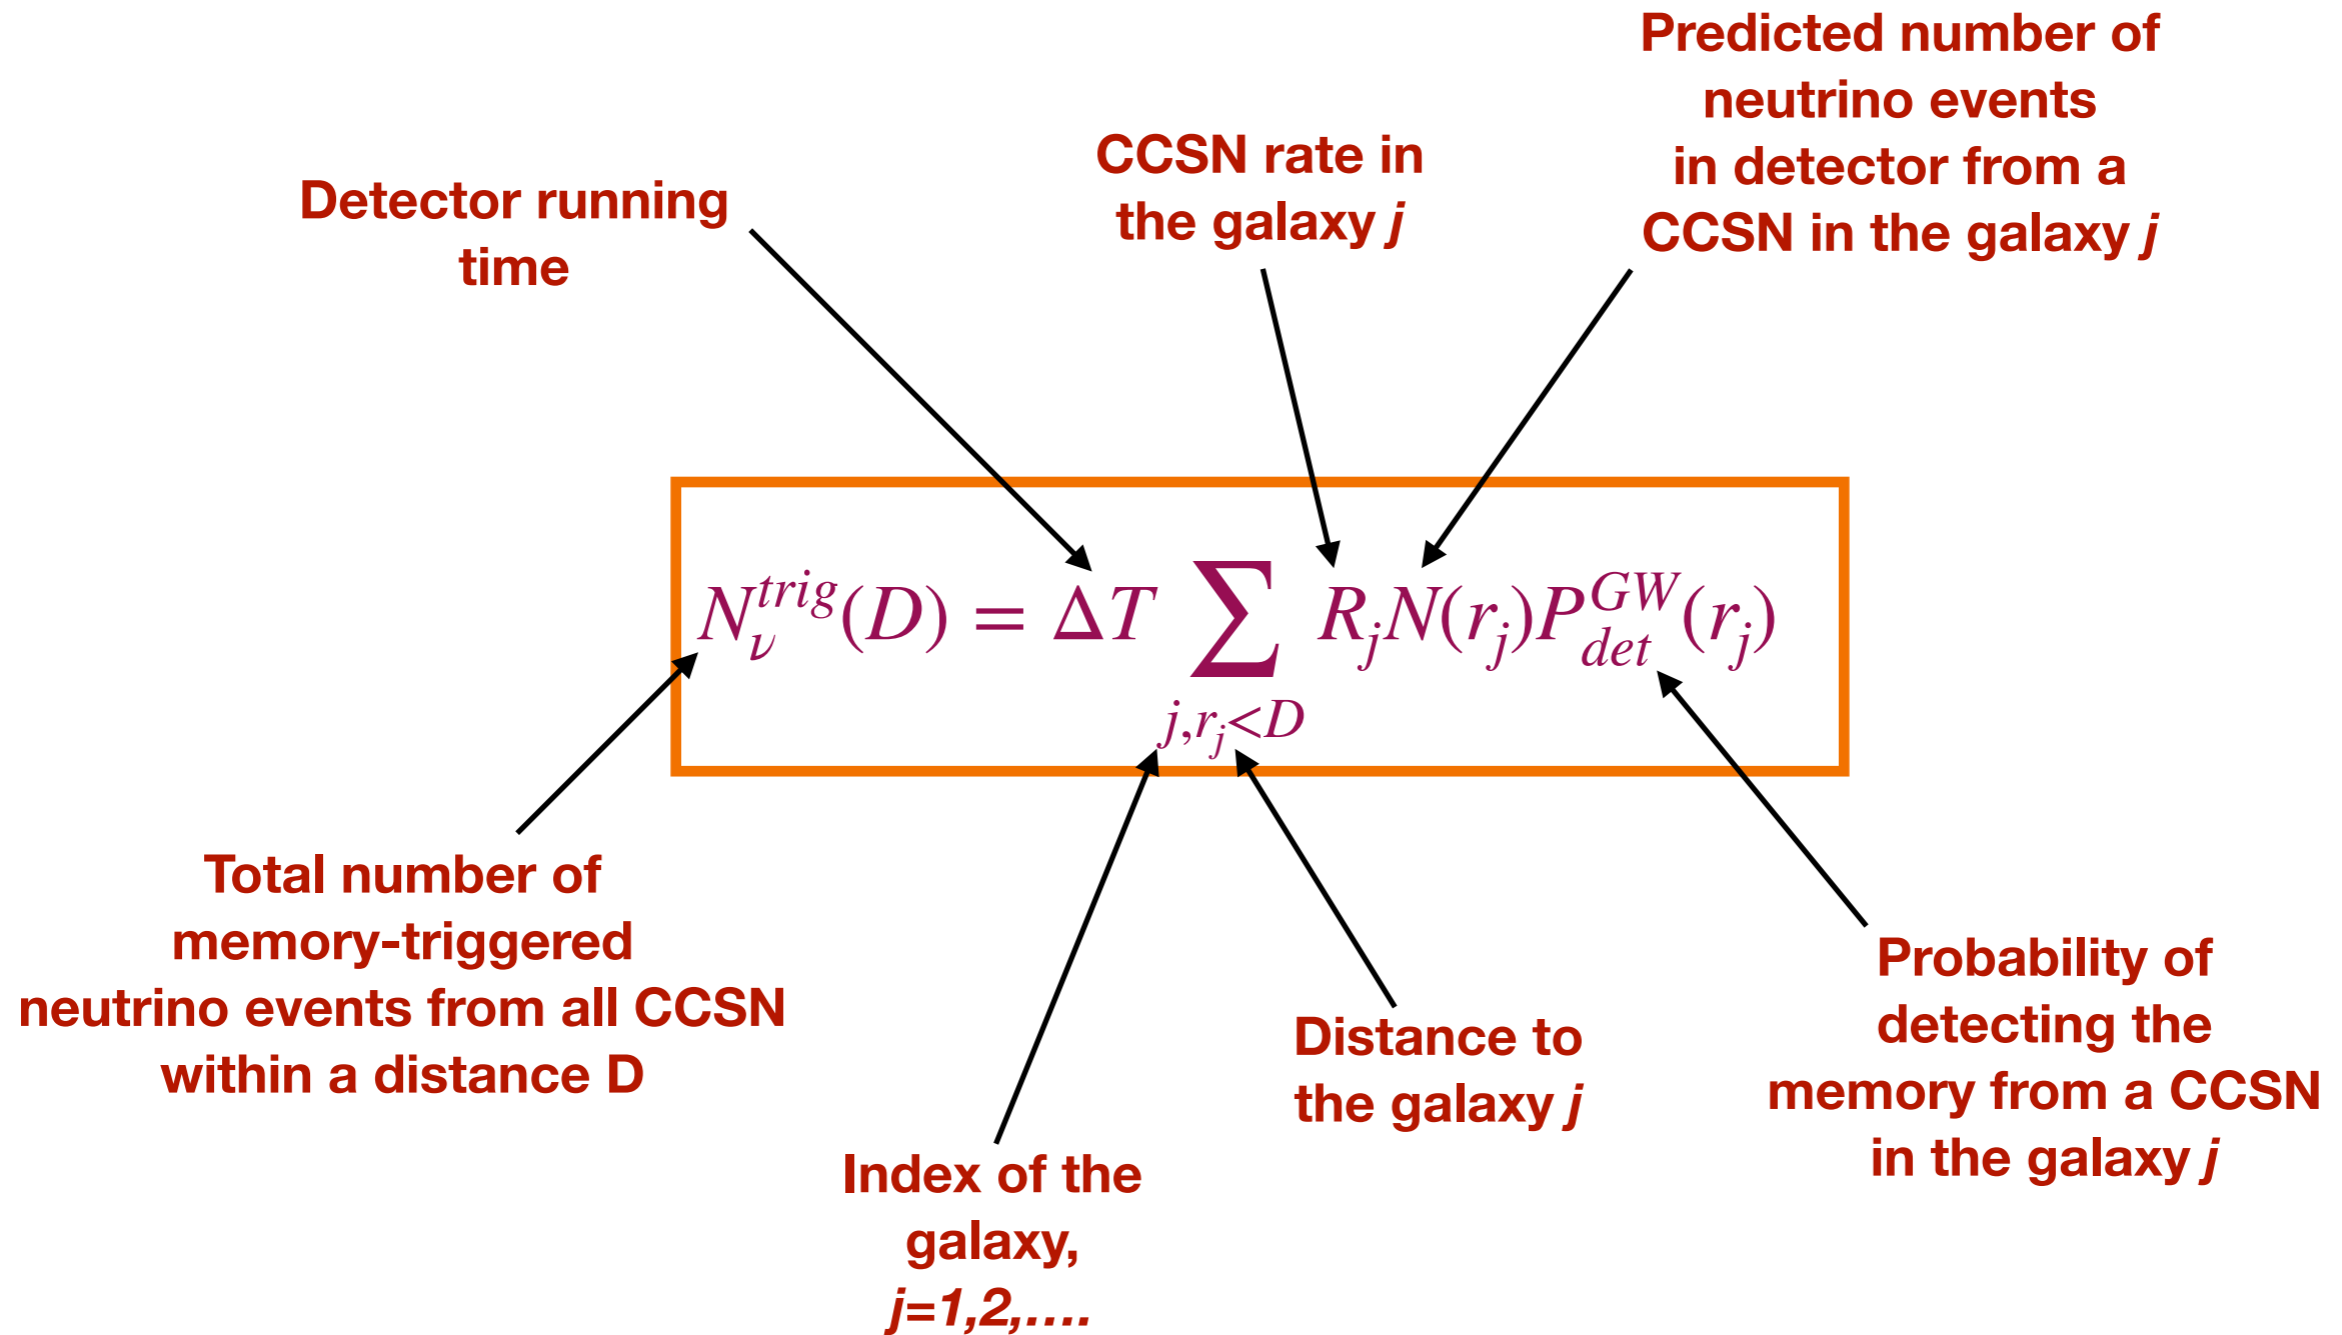 Predicted number of
neutrino events
in detector from a
CCSN in the galaxy j
CCSN rate in
the galaxy j
Detector running
time
N_ν^{trig}(D) = ΔT ∑_{j,r_j<D} R_j N(r_j) P_{det}^{GW}(r_j)
Total number of
memory-triggered
neutrino events from all CCSN
within a distance D
Index of the
galaxy,
j=1,2,....
Distance to
the galaxy j
Probability of
detecting the
memory from a CCSN
in the galaxy j